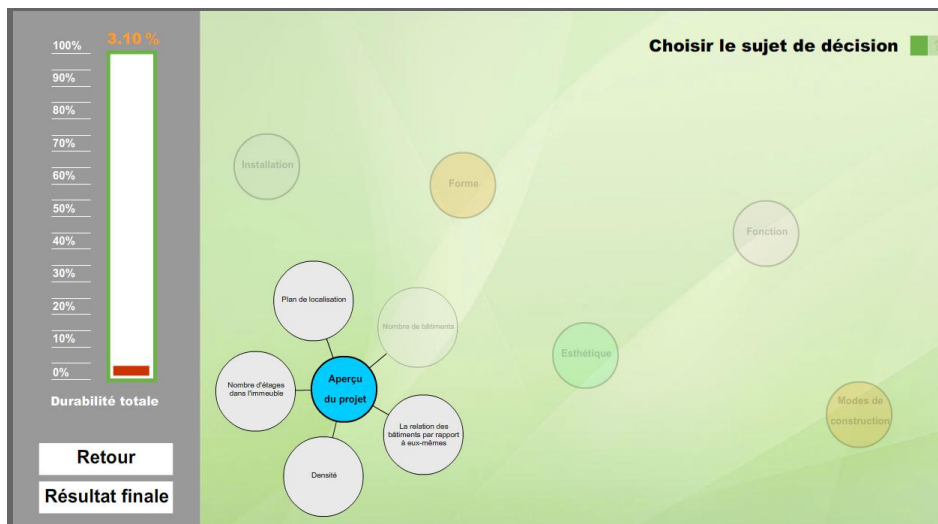 3.10 %
100%
90%
80%
70%
60%
50%
40%
30%
20%
10%
0%
Durabilité totale
Retour
Résultat finale
Choisir le sujet de décision
Installation
Forme
Fonction
Plan de localisation
Nombre de bâtiments
Esthétique
Nombre d'étages
dans l'immeuble
Aperçu
du projet
La relation des
bâtiments par rapport
à eux-mêmes
Densité
Modes de
construction